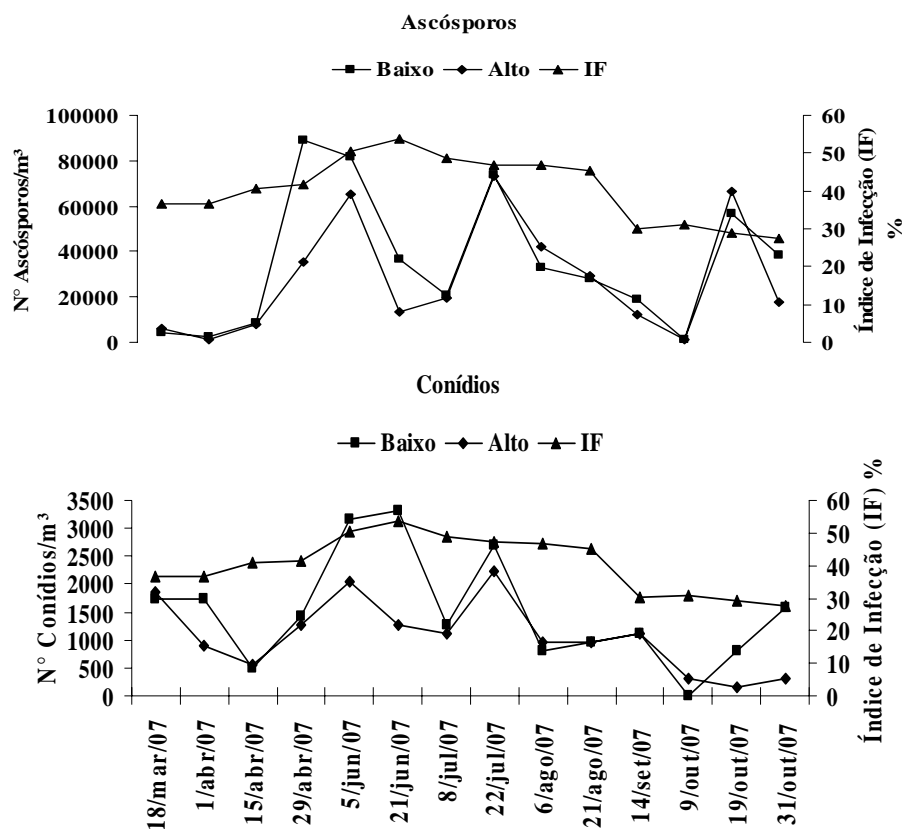 Ascósporos
Baixo Alto IF
100000
80000
60000
40000
20000
0
N° Ascósporos/m³
60
50
40
30
20
10
0
Índice de Infecção (IF)
%
Conídios
Baixo Alto IF
3500
3000
2500
2000
1500
1000
500
0
N° Conídios/m³
60
50
40
30
20
10
0
Índice de Infecção (IF) %
18/mar/07
1/abr/07
15/abr/07
29/abr/07
5/jun/07
21/jun/07
8/jul/07
22/jul/07
6/ago/07
21/ago/07
14/set/07
9/out/07
19/out/07
31/out/07